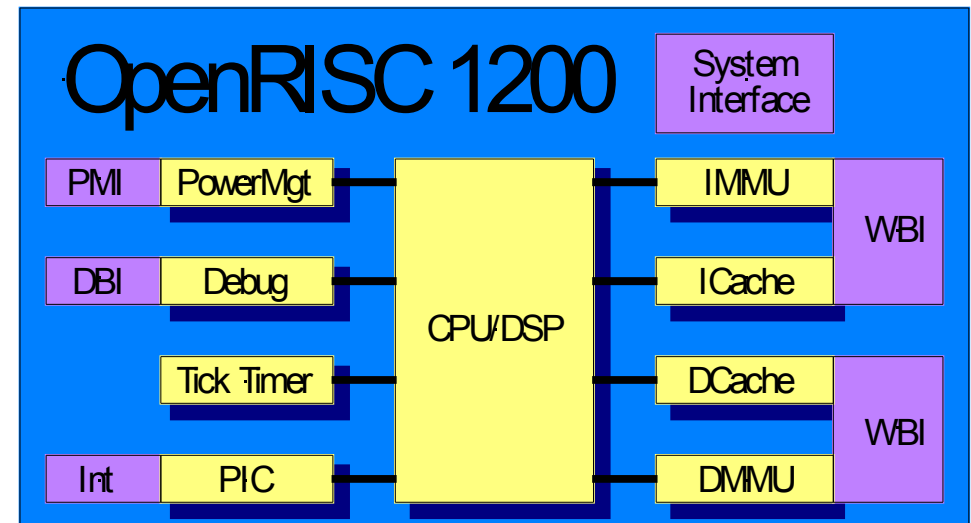 OpenRISC 1200
System
Interface
PMI
PowerMgt
IMMU
WBI
DBI
Debug
ICache
CPU/DSP
Tick Timer
DCache
WBI
Int
PIC
DMMU